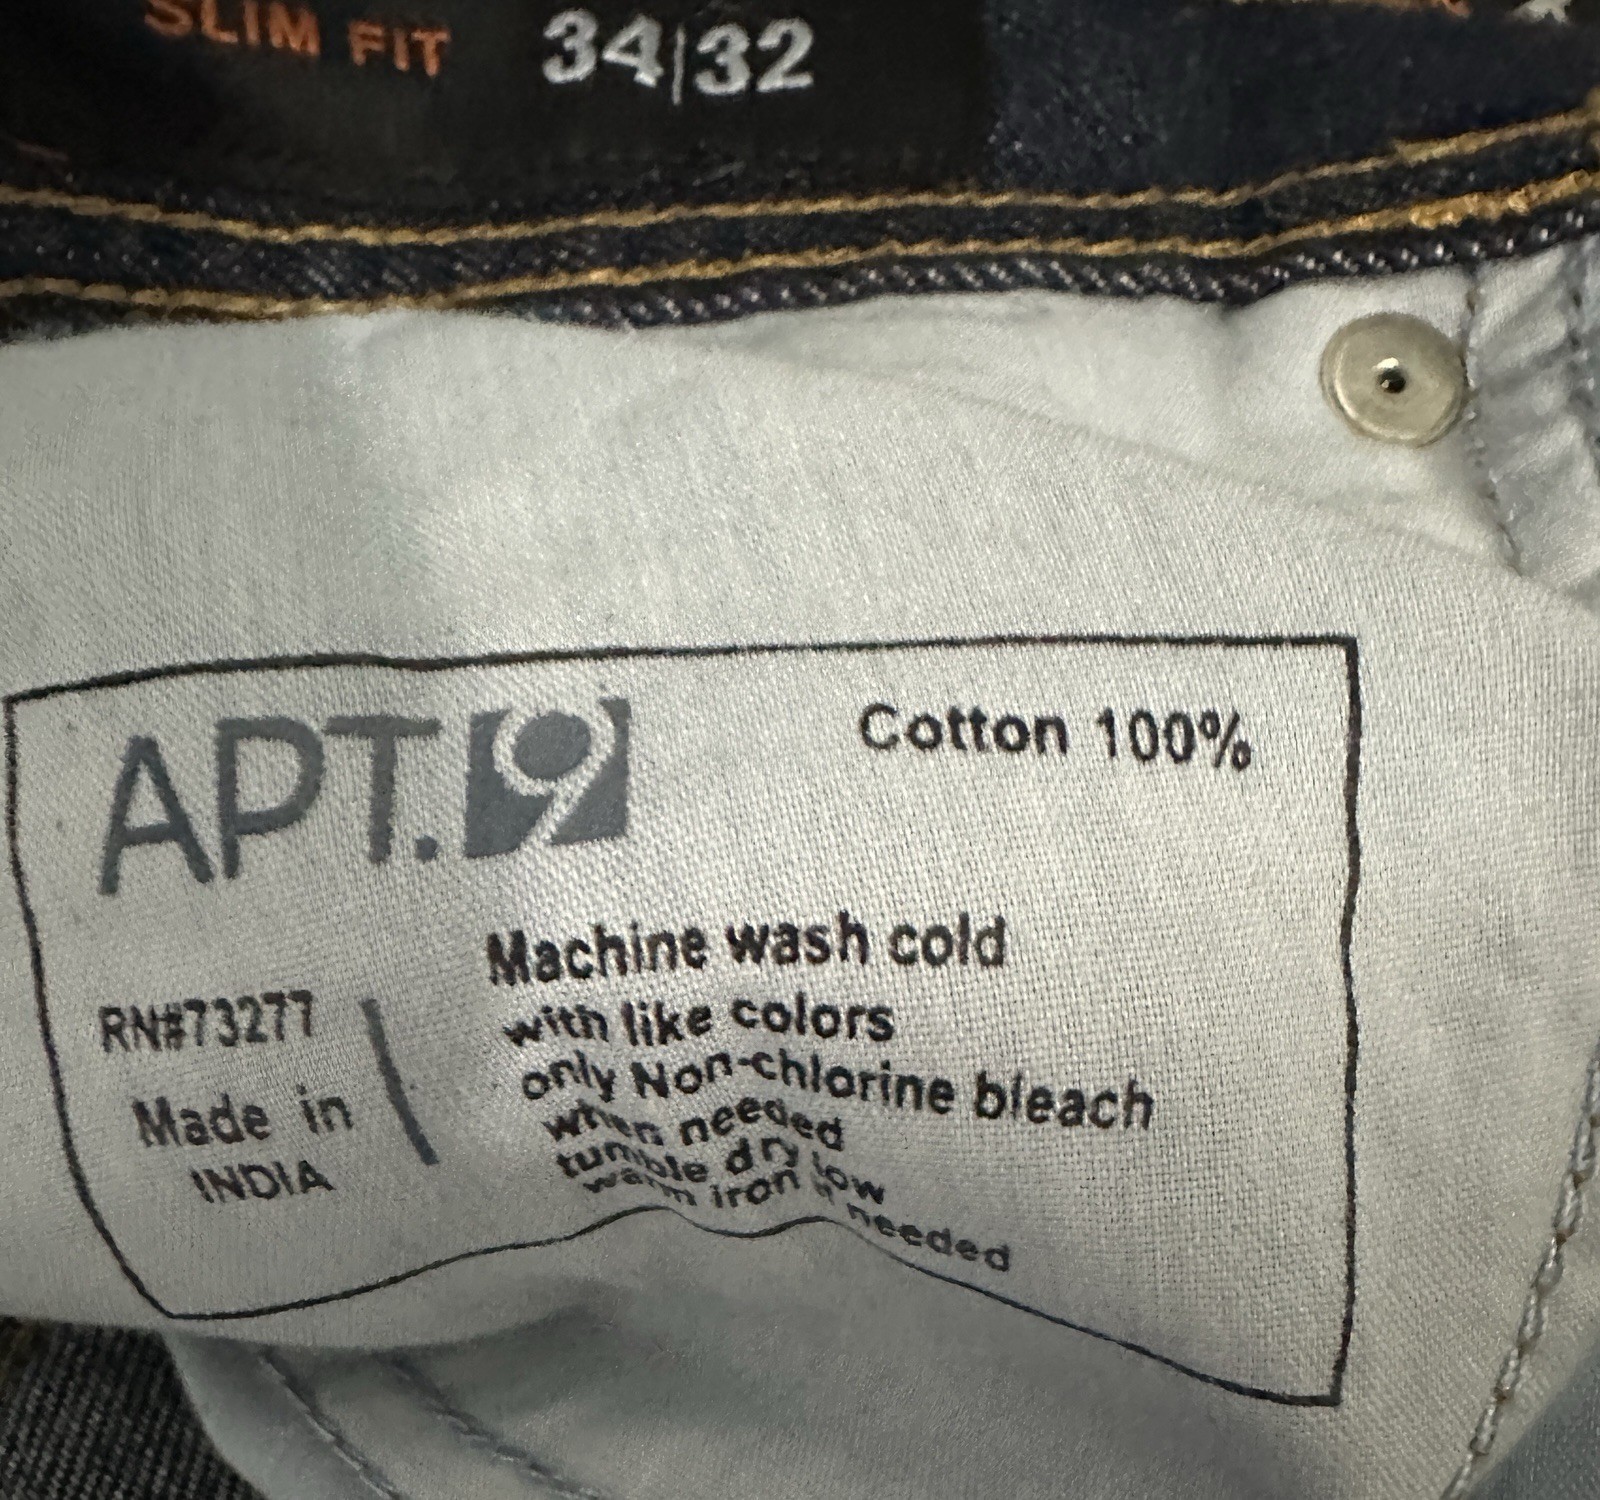 SLIM FIT 34|32
APT.9
Cotton 100%
Machine wash cold
with like colors
only Non-chlorine bleach
when needed
tumble dry low
warm iron if needed
RN#73277
Made in
INDIA